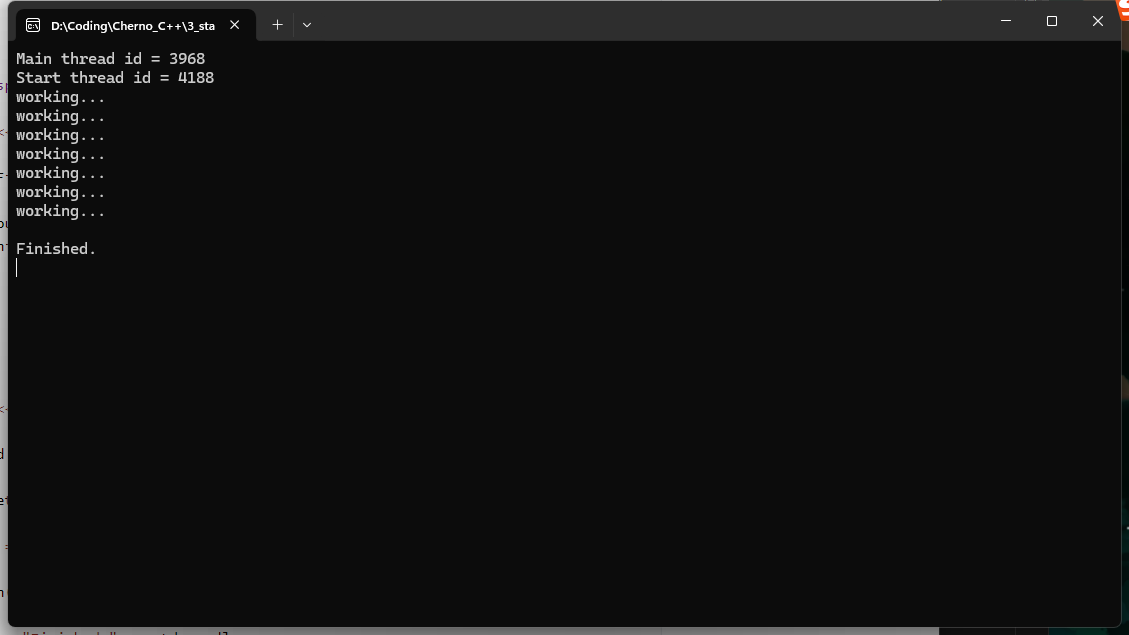 D:\Coding\Cherno_C++\3_sta
Main thread id = 3968
Start thread id = 4188
working...
working...
working...
working...
working...
working...
working...
Finished.